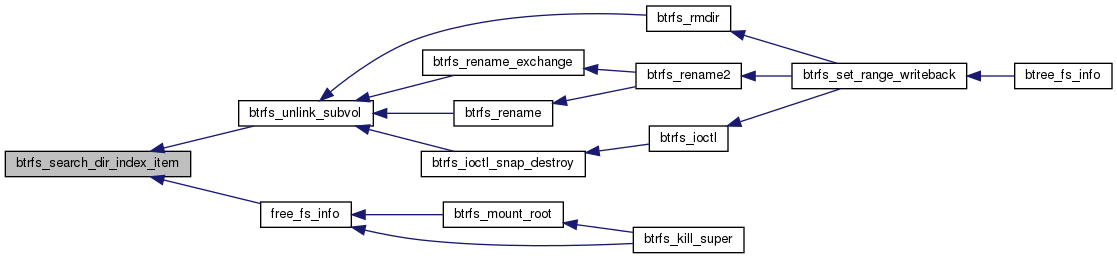 btrfs_rmdir
btrfs_rename_exchange
btrfs_rename2
btrfs_set_range_writeback
btree_fs_info
btrfs_unlink_subvol
btrfs_rename
btrfs_ioctl
btrfs_search_dir_index_item
btrfs_ioctl_snap_destroy
free_fs_info
btrfs_mount_root
btrfs_kill_super